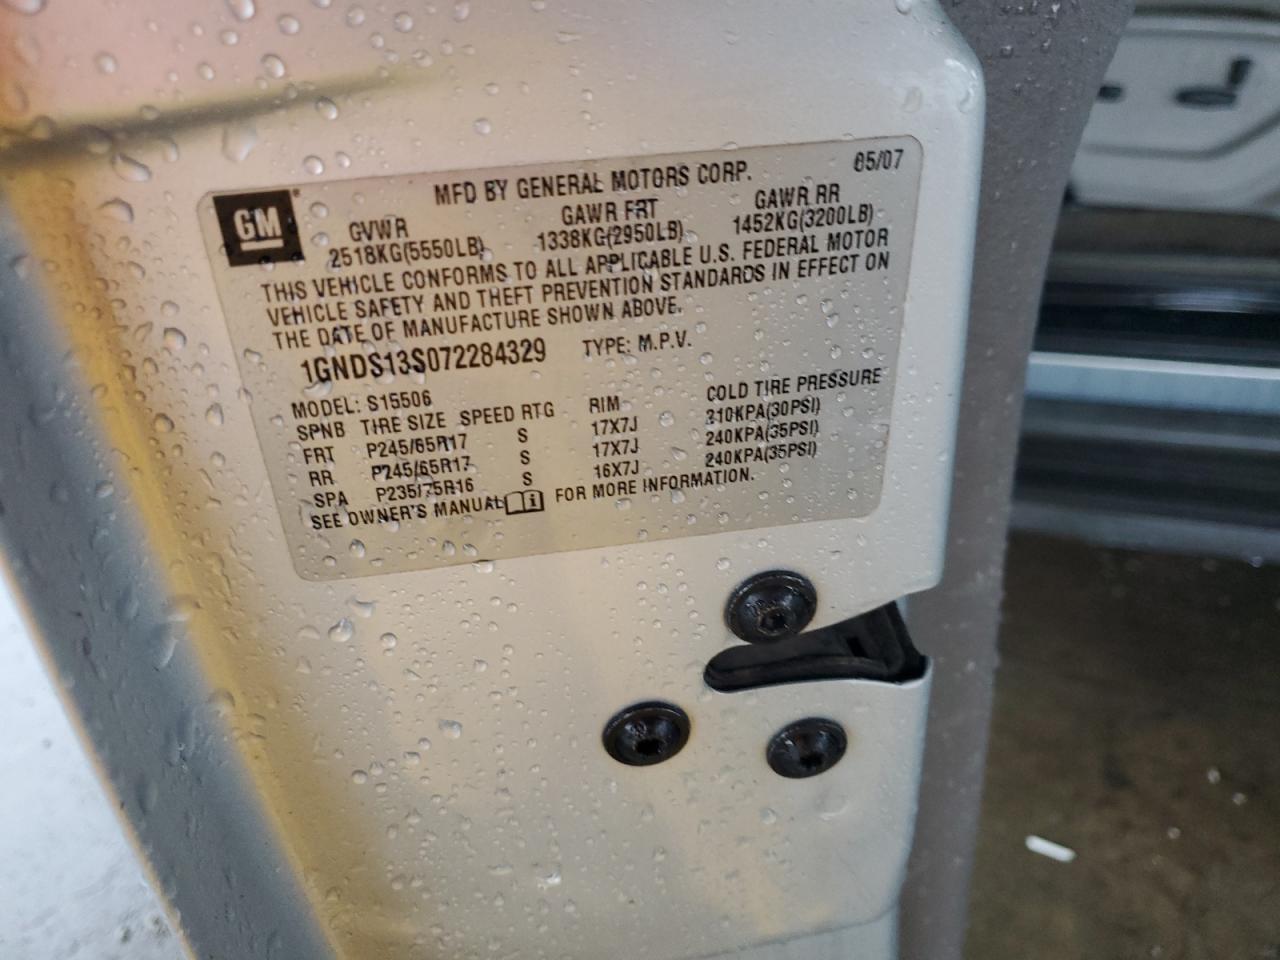 MFD BY GENERAL MOTORS CORP. 05/07
GM®
GVWR GAWR FRT GAWR RR
2518KG(5550LB) 1338KG(2950LB) 1452KG(3200LB)
THIS VEHICLE CONFORMS TO ALL APPLICABLE U.S. FEDERAL MOTOR
VEHICLE SAFETY AND THEFT PREVENTION STANDARDS IN EFFECT ON
THE DATE OF MANUFACTURE SHOWN ABOVE.
1GNDS13S072284329 TYPE: M.P.V.
MODEL: S15506
SPNB TIRE SIZE SPEED RTG RIM COLD TIRE PRESSURE
FRT P245/65R17 S 17X7J 210KPA(30PSI)
RR P245/65R17 S 17X7J 240KPA(35PSI)
SPA P235/75R16 S 16X7J 240KPA(35PSI)
SEE OWNER'S MANUAL FOR MORE INFORMATION.